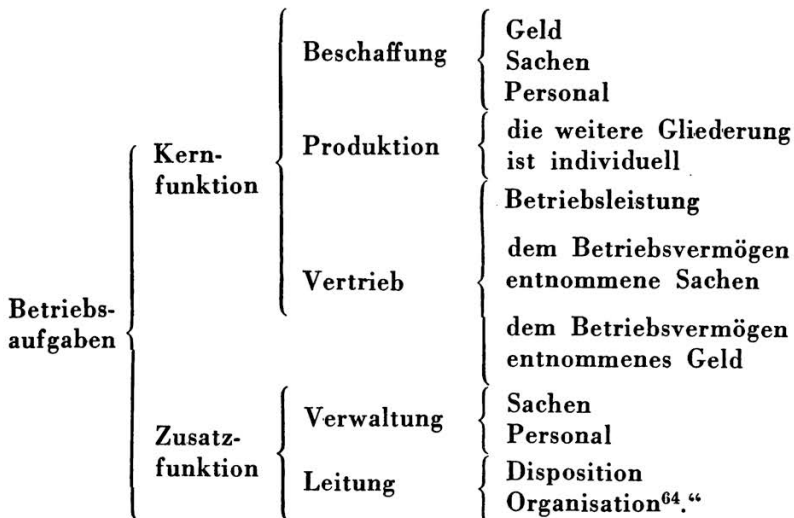 Geld
Beschaffung Sachen
Personal
Kern- Produktion die weitere Gliederung
funktion ist individuell
Betriebsleistung
dem Betriebsvermögen
Vertrieb entnommene Sachen
Betriebs-
aufgaben dem Betriebsvermögen
entnommenes Geld
Verwaltung Sachen
Zusatz- Personal
funktion Leitung Disposition
Organisation⁶⁴.“